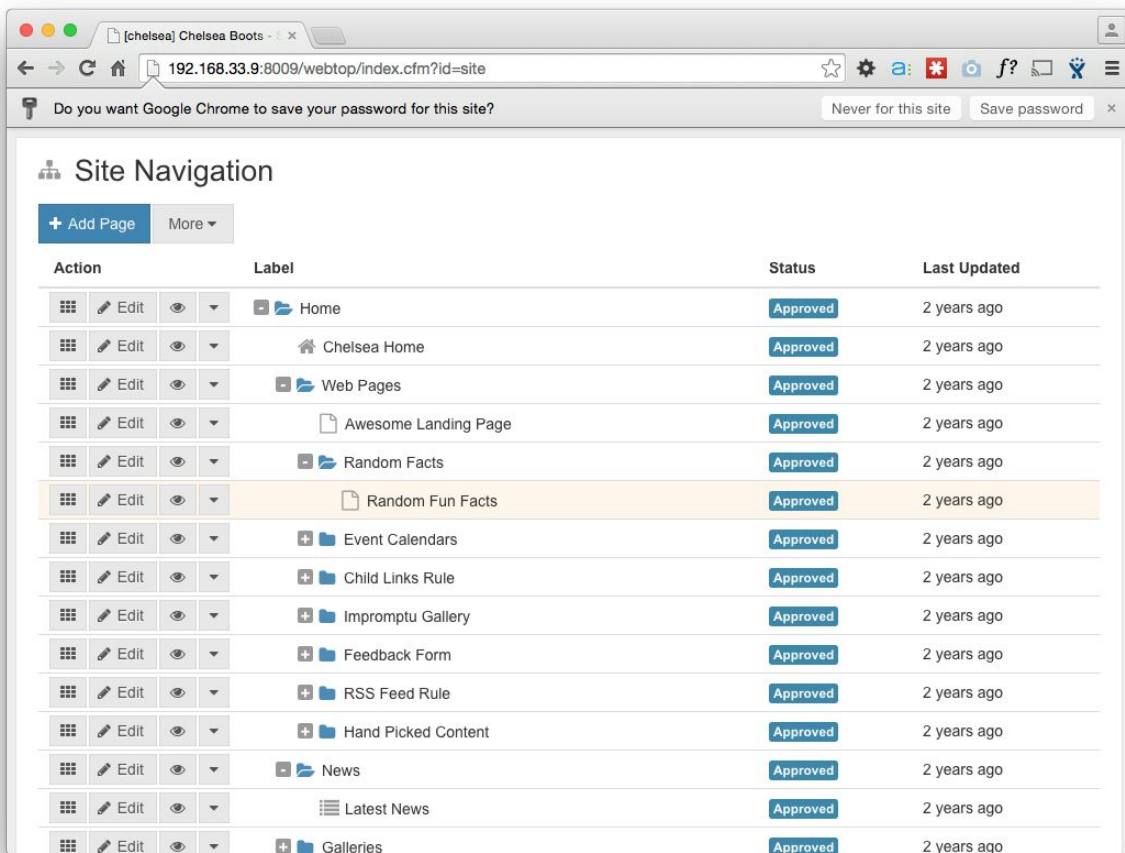 [chelsea] Chelsea Boots -
192.168.33.9:8009/webtop/index.cfm?id=site
a: f?
Do you want Google Chrome to save your password for this site? Never for this site Save password ×
Site Navigation
+ Add Page More
Action Label Status Last Updated
Edit Home Approved 2 years ago
Edit Chelsea Home Approved 2 years ago
Edit Web Pages Approved 2 years ago
Edit Awesome Landing Page Approved 2 years ago
Edit Random Facts Approved 2 years ago
Edit Random Fun Facts Approved 2 years ago
Edit Event Calendars Approved 2 years ago
Edit Child Links Rule Approved 2 years ago
Edit Impromptu Gallery Approved 2 years ago
Edit Feedback Form Approved 2 years ago
Edit RSS Feed Rule Approved 2 years ago
Edit Hand Picked Content Approved 2 years ago
Edit News Approved 2 years ago
Edit Latest News Approved 2 years ago
Edit Galleries Approved 2 years ago